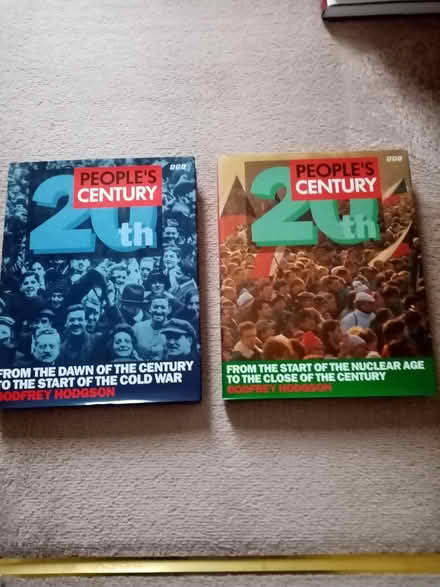 BBC
PEOPLE'S
CENTURY
20th
FROM THE DAWN OF THE CENTURY
TO THE START OF THE COLD WAR
GODFREY HODGSON
BBC
PEOPLE'S
CENTURY
20th
FROM THE START OF THE NUCLEAR AGE
TO THE CLOSE OF THE CENTURY
GODFREY HODGSON